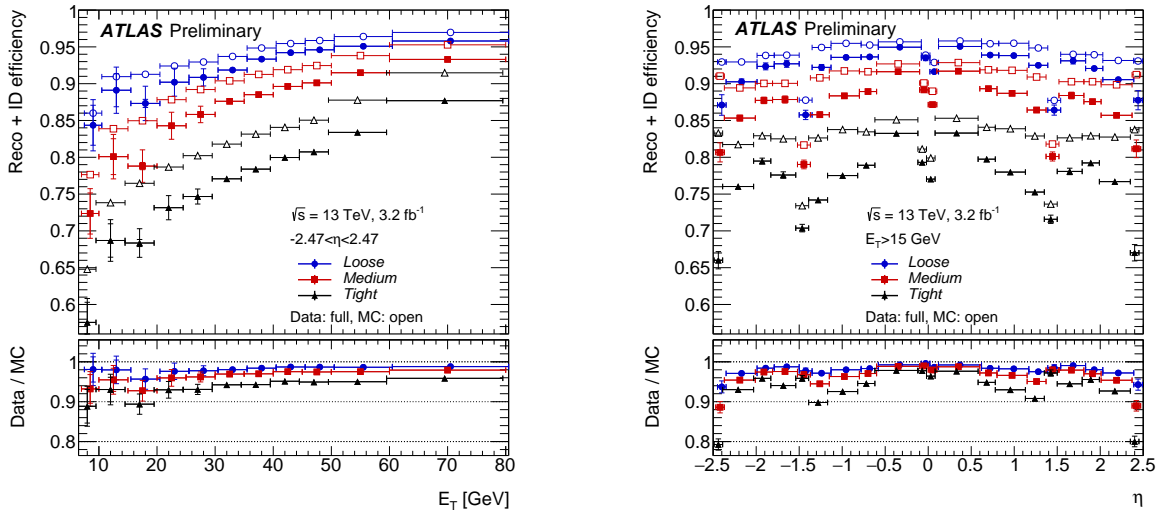 ATLAS Preliminary
Reco + ID efficiency
0.95
0.9
0.85
0.8
0.75
0.7
0.65
0.6
√s = 13 TeV, 3.2 fb⁻¹
-2.47<η<2.47
Loose
Medium
Tight
Data: full, MC: open
Data / MC
1
0.9
0.8
10 20 30 40 50 60 70 80
E_T [GeV]
ATLAS Preliminary
Reco + ID efficiency
1
0.95
0.9
0.85
0.8
0.75
0.7
0.65
0.6
√s = 13 TeV, 3.2 fb⁻¹
E_T>15 GeV
Loose
Medium
Tight
Data: full, MC: open
Data / MC
1
0.9
0.8
−2.5 −2 −1.5 −1 −0.5 0 0.5 1 1.5 2 2.5
η